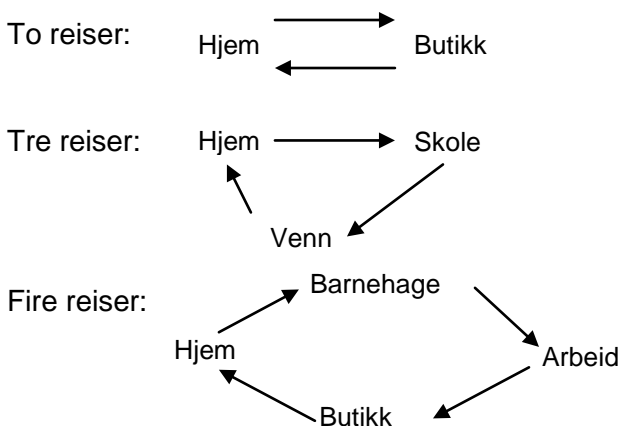 To reiser:
Hjem
Butikk
Tre reiser:
Hjem
Skole
Venn
Fire reiser:
Barnehage
Hjem
Arbeid
Butikk